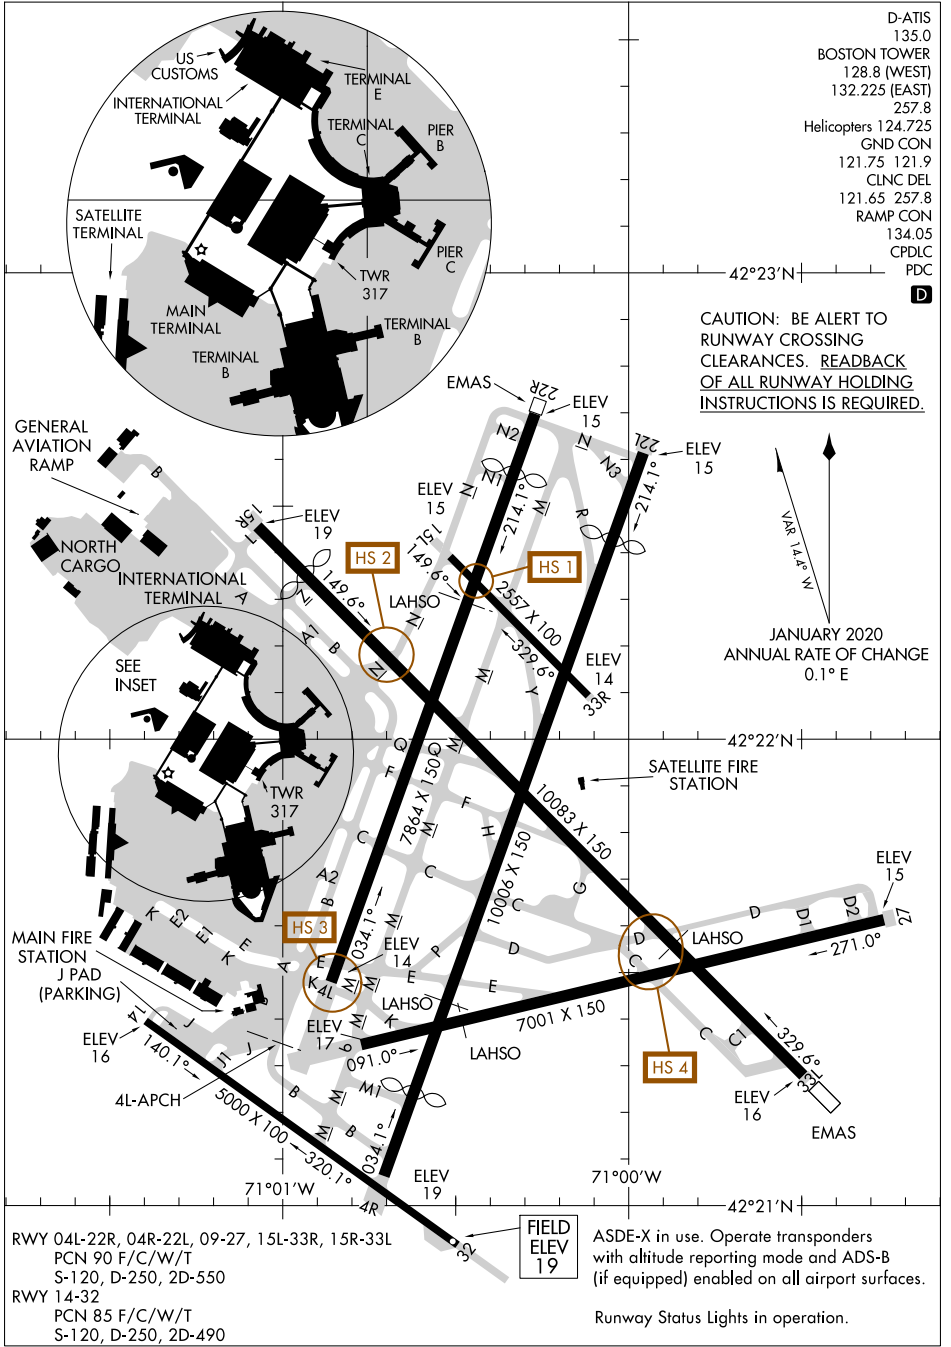 D-ATIS
135.0
BOSTON TOWER
128.8 (WEST)
132.225 (EAST)
257.8
Helicopters 124.725
GND CON
121.75 121.9
CLNC DEL
121.65 257.8
RAMP CON
134.05
CPDLC
PDC
D
US
CUSTOMS
TERMINAL
E
INTERNATIONAL
TERMINAL
TERMINAL
C
PIER
B
SATELLITE
TERMINAL
PIER
C
TWR
317
MAIN
TERMINAL
TERMINAL
B
TERMINAL
B
42°23'N
CAUTION: BE ALERT TO
RUNWAY CROSSING
CLEARANCES. READBACK
OF ALL RUNWAY HOLDING
INSTRUCTIONS IS REQUIRED.
EMAS
22R
ELEV
15
22L
ELEV
15
N2
N
N3
N1
N
214.1°
214.1°
M
R
GENERAL
AVIATION
RAMP
B
15R
L
ELEV
19
ELEV
15
15L
149.6°
HS 2
HS 1
VAR 14.4° W
NORTH
CARGO
INTERNATIONAL
TERMINAL
A
N
149.6°
LAHSO
2557 X 100
N
A1
B
N
329.6°
M
Y
ELEV
14
33R
JANUARY 2020
ANNUAL RATE OF CHANGE
0.1° E
SEE
INSET
42°22'N
Q
Q
M
F
TWR
317
7864 X 150
SATELLITE FIRE
STATION
10083 X 150
F
H
M
C
C
10006 X 150
A2
B
G
C
ELEV
15
K
E2
E1
E
K
HS 3
034.1°
M
P
D
D
C
D
D1
D2
27
LAHSO
271.0°
MAIN FIRE
STATION
J PAD
(PARKING)
A
E
K
4L
M
M
ELEV
14
E
E
LAHSO
7001 X 150
B
14
J
ELEV
16
140.1°
J1
J
ELEV
17
M
K
9
091.0°
LAHSO
HS 4
C
C1
329.6°
33L
ELEV
16
EMAS
4L-APCH
B
M
M1
M
B
5000 X 100
320.1°
034.1°
ELEV
19
4R
71°01'W
71°00'W
42°21'N
32
FIELD
ELEV
19
RWY 04L-22R, 04R-22L, 09-27, 15L-33R, 15R-33L
PCN 90 F/C/W/T
S-120, D-250, 2D-550
RWY 14-32
PCN 85 F/C/W/T
S-120, D-250, 2D-490
ASDE-X in use. Operate transponders
with altitude reporting mode and ADS-B
(if equipped) enabled on all airport surfaces.
Runway Status Lights in operation.